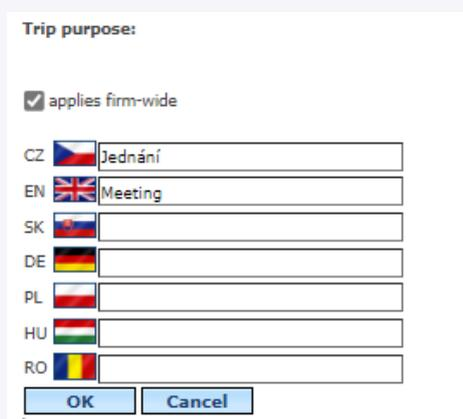 Trip purpose:
applies firm-wide
CZ Jednání
EN Meeting
SK
DE
PL
HU
RO
OK Cancel